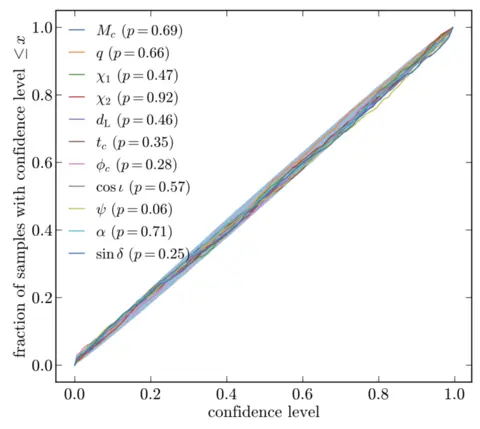 fraction of samples with confidence level ≤ x
1.0
0.8
0.6
0.4
0.2
0.0
M_c (p = 0.69)
q (p = 0.66)
χ_1 (p = 0.47)
χ_2 (p = 0.92)
d_L (p = 0.46)
t_c (p = 0.35)
ϕ_c (p = 0.28)
cos ι (p = 0.57)
ψ (p = 0.06)
α (p = 0.71)
sin δ (p = 0.25)
0.0 0.2 0.4 0.6 0.8 1.0
confidence level